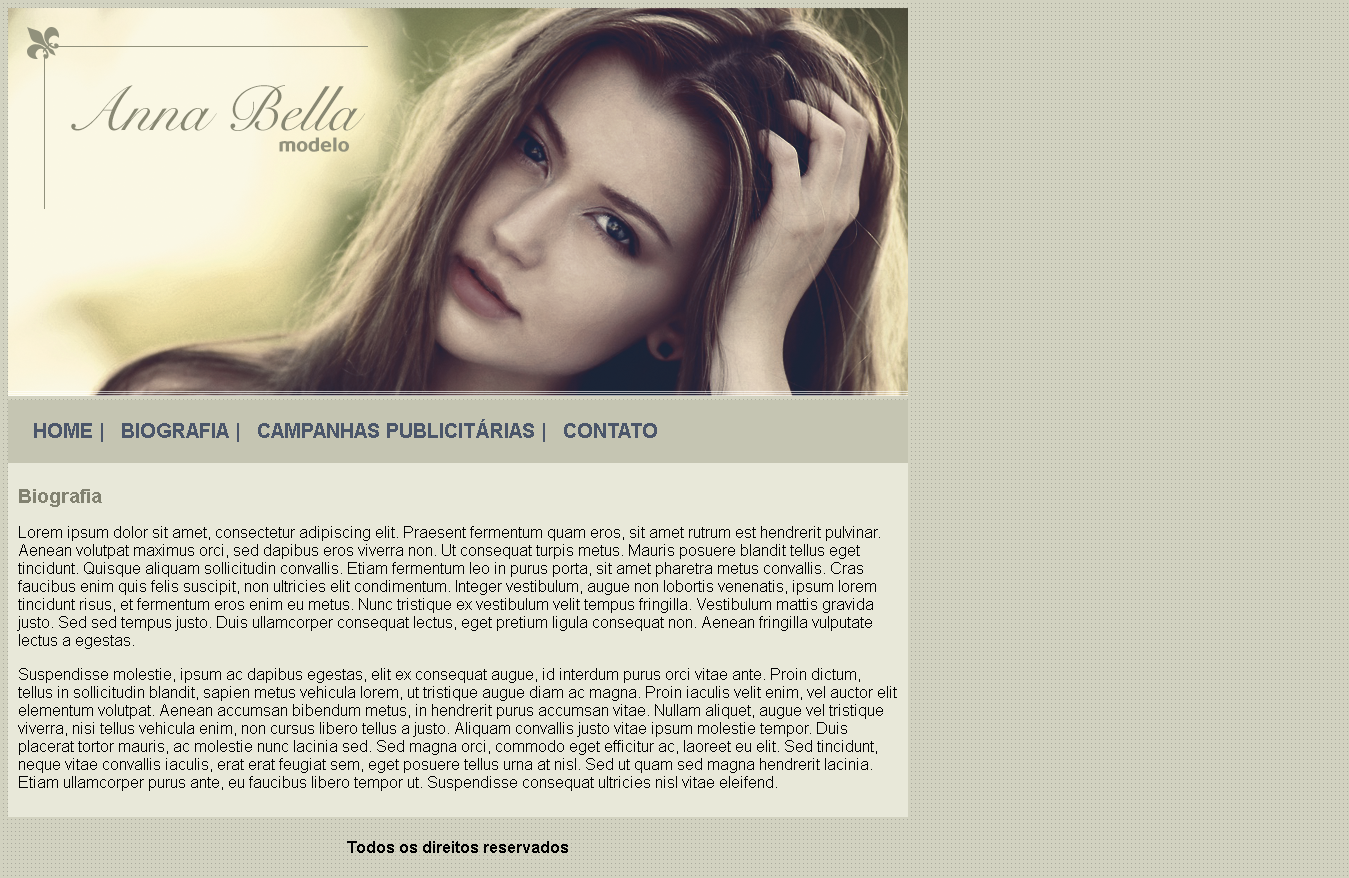 Anna Bella
modelo
HOME | BIOGRAFIA | CAMPANHAS PUBLICITÁRIAS | CONTATO
Biografia
Lorem ipsum dolor sit amet, consectetur adipiscing elit. Praesent fermentum quam eros, sit amet rutrum est hendrerit pulvinar.
Aenean volutpat maximus orci, sed dapibus eros viverra non. Ut consequat turpis metus. Mauris posuere blandit tellus eget
tincidunt. Quisque aliquam sollicitudin convallis. Etiam fermentum leo in purus porta, sit amet pharetra metus convallis. Cras
faucibus enim quis felis suscipit, non ultricies elit condimentum. Integer vestibulum, augue non lobortis venenatis, ipsum lorem
tincidunt risus, et fermentum eros enim eu metus. Nunc tristique ex vestibulum velit tempus fringilla. Vestibulum mattis gravida
justo. Sed sed tempus justo. Duis ullamcorper consequat lectus, eget pretium ligula consequat non. Aenean fringilla vulputate
lectus a egestas.
Suspendisse molestie, ipsum ac dapibus egestas, elit ex consequat augue, id interdum purus orci vitae ante. Proin dictum,
tellus in sollicitudin blandit, sapien metus vehicula lorem, ut tristique augue diam ac magna. Proin iaculis velit enim, vel auctor elit
elementum volutpat. Aenean accumsan bibendum metus, in hendrerit purus accumsan vitae. Nullam aliquet, augue vel tristique
viverra, nisi tellus vehicula enim, non cursus libero tellus a justo. Aliquam convallis justo vitae ipsum molestie tempor. Duis
placerat tortor mauris, ac molestie nunc lacinia sed. Sed magna orci, commodo eget efficitur ac, laoreet eu elit. Sed tincidunt,
neque vitae convallis iaculis, erat erat feugiat sem, eget posuere tellus urna at nisl. Sed ut quam sed magna hendrerit lacinia.
Etiam ullamcorper purus ante, eu faucibus libero tempor ut. Suspendisse consequat ultricies nisl vitae eleifend.
Todos os direitos reservados